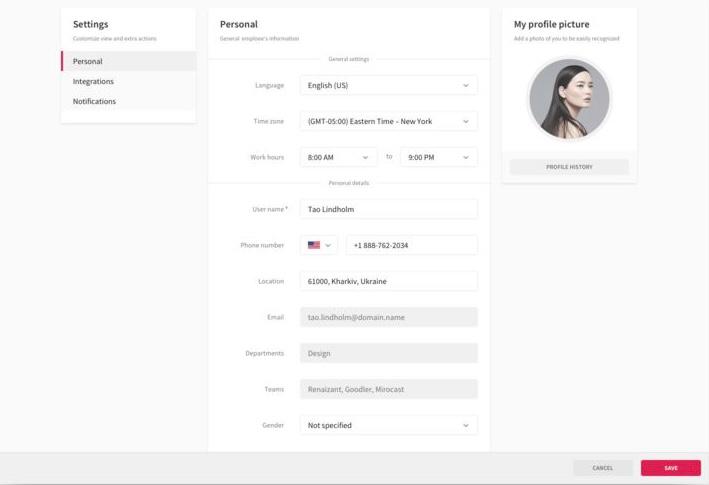 Settings
Customize view and extra actions
Personal
Integrations
Notifications
Personal
General employee's information
General settings
Language
English (US)
Time zone
(GMT-05:00) Eastern Time – New York
Work hours
8:00 AM
to
9:00 PM
Personal details
User name *
Tao Lindholm
Phone number
+1 888-762-2034
Location
61000, Kharkiv, Ukraine
Email
tao.lindholm@domain.name
Departments
Design
Teams
Renaizant, Goodler, Mirocast
Gender
Not specified
My profile picture
Add a photo of you to be easily recognized
PROFILE HISTORY
CANCEL
SAVE